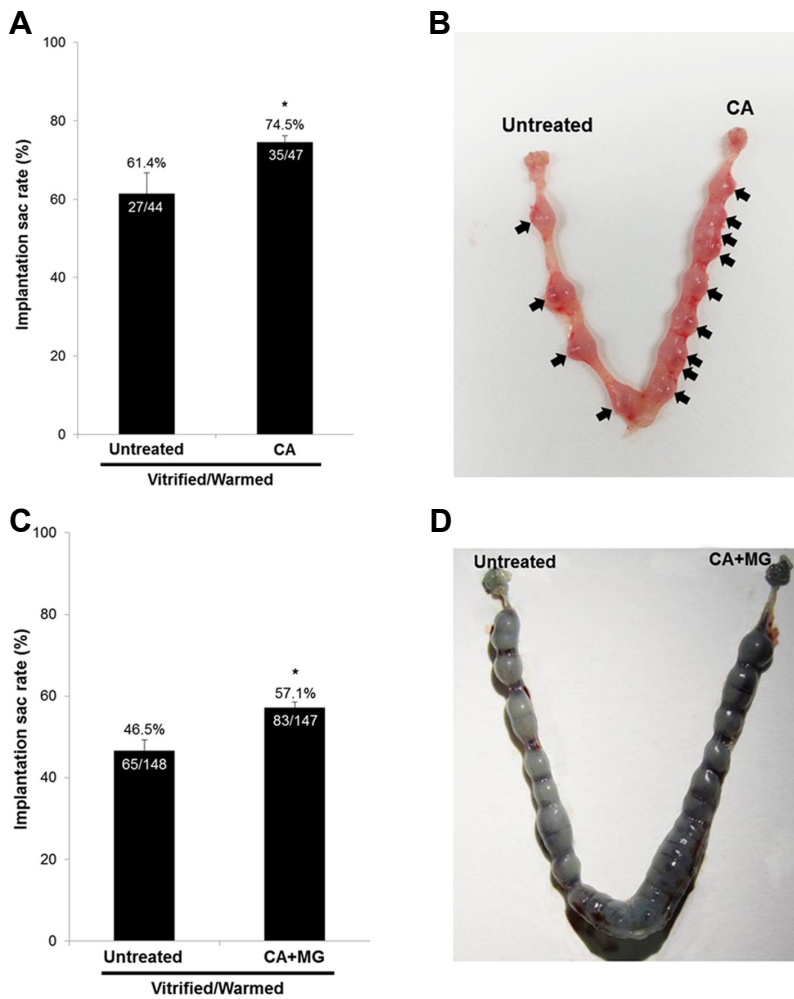 A
Implantation sac rate (%)
100
80
60
40
20
0
61.4%
27/44
*
74.5%
35/47
Untreated
CA
Vitrified/Warmed
B
Untreated
CA
C
Implantation sac rate (%)
100
80
60
40
20
0
46.5%
65/148
*
57.1%
83/147
Untreated
CA+MG
Vitrified/Warmed
D
Untreated
CA+MG